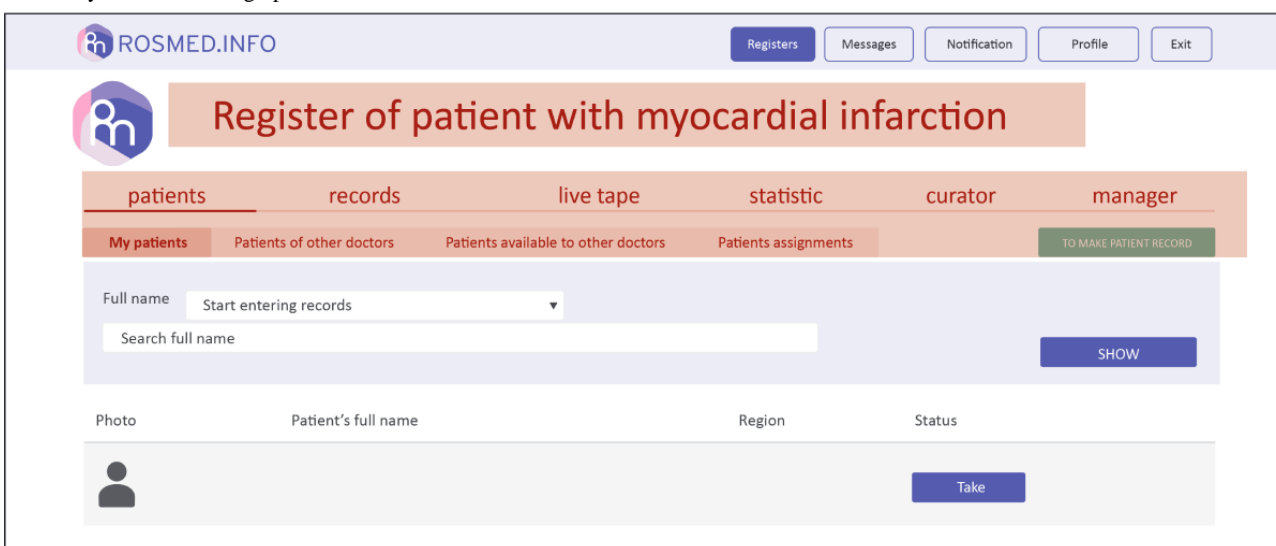 ROSMED.INFO
Registers Messages Notification Profile Exit
Register of patient with myocardial infarction
patients records live tape statistic curator manager
My patients Patients of other doctors Patients available to other doctors Patients assignments TO MAKE PATIENT RECORD
Full name Start entering records
Search full name
SHOW
Photo Patient's full name Region Status
Take